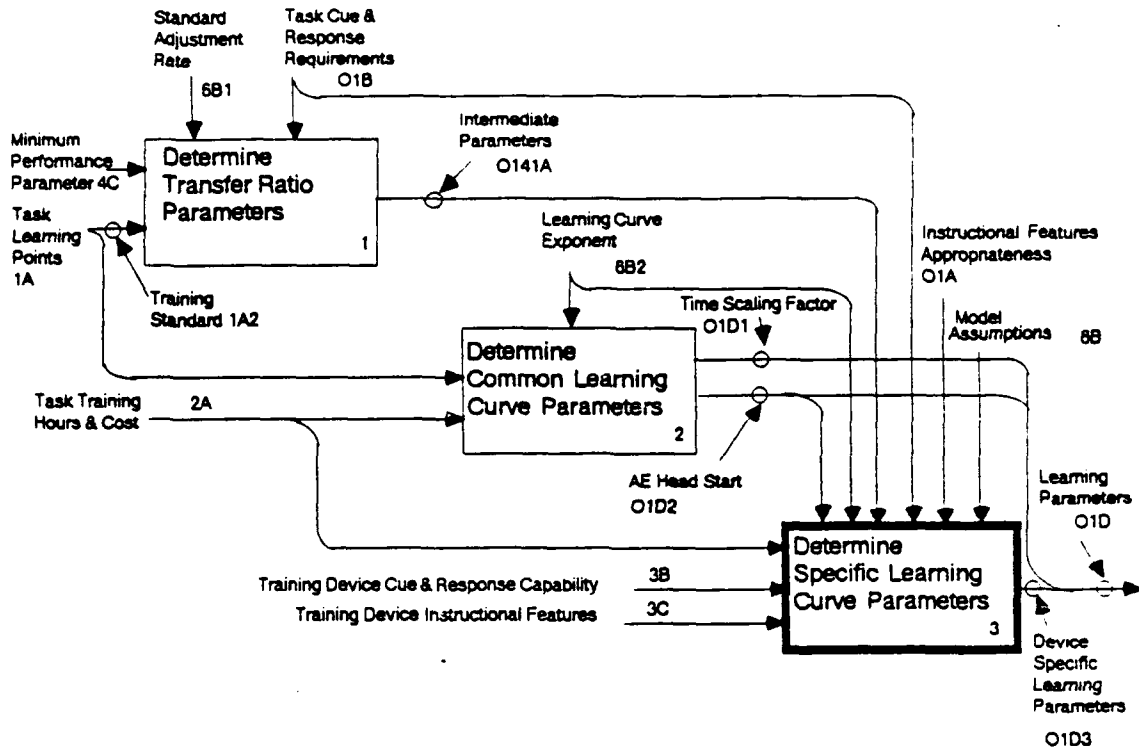 Standard
Adjustment
Rate
6B1
Task Cue &
Response
Requirements
O1B
Minimum
Performance
Parameter 4C
Determine
Transfer Ratio
Parameters
1
Intermediate
Parameters
O141A
Task
Learning
Points
1A
Training
Standard 1A2
Learning Curve
Exponent
6B2
Instructional Features
Appropnateness
O1A
Time Scaling Factor
O1D1
Model
Assumptions
6B
Determine
Common Learning
Curve Parameters
2
Task Training
Hours & Cost
2A
AE Head Start
O1D2
Learning
Parameters
O1D
Determine
Specific Learning
Curve Parameters
3
Training Device Cue & Response Capability
3B
Training Device Instructional Features
3C
Device
Specific
Learning
Parameters
O1D3